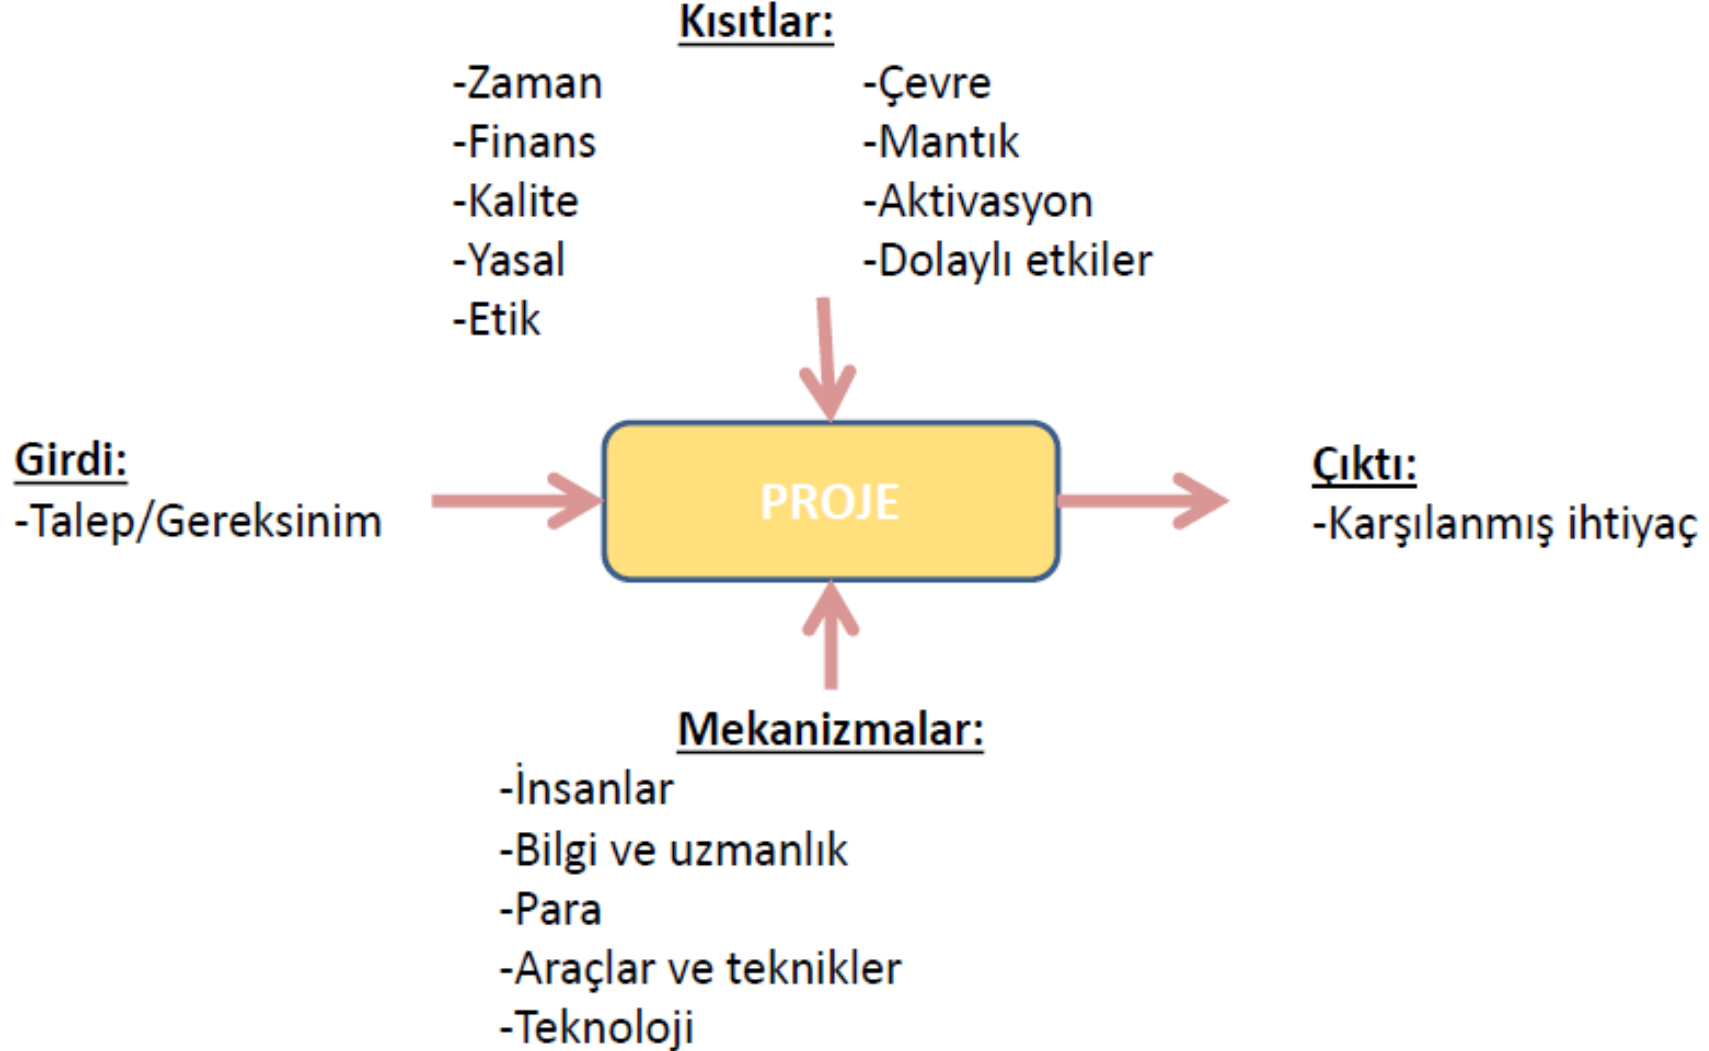 Kısıtlar:
-Zaman
-Finans
-Kalite
-Yasal
-Etik
-Çevre
-Mantık
-Aktivasyon
-Dolaylı etkiler
Girdi:
-Talep/Gereksinim
PROJE
Çıktı:
-Karşılanmış ihtiyaç
Mekanizmalar:
-İnsanlar
-Bilgi ve uzmanlık
-Para
-Araçlar ve teknikler
-Teknoloji